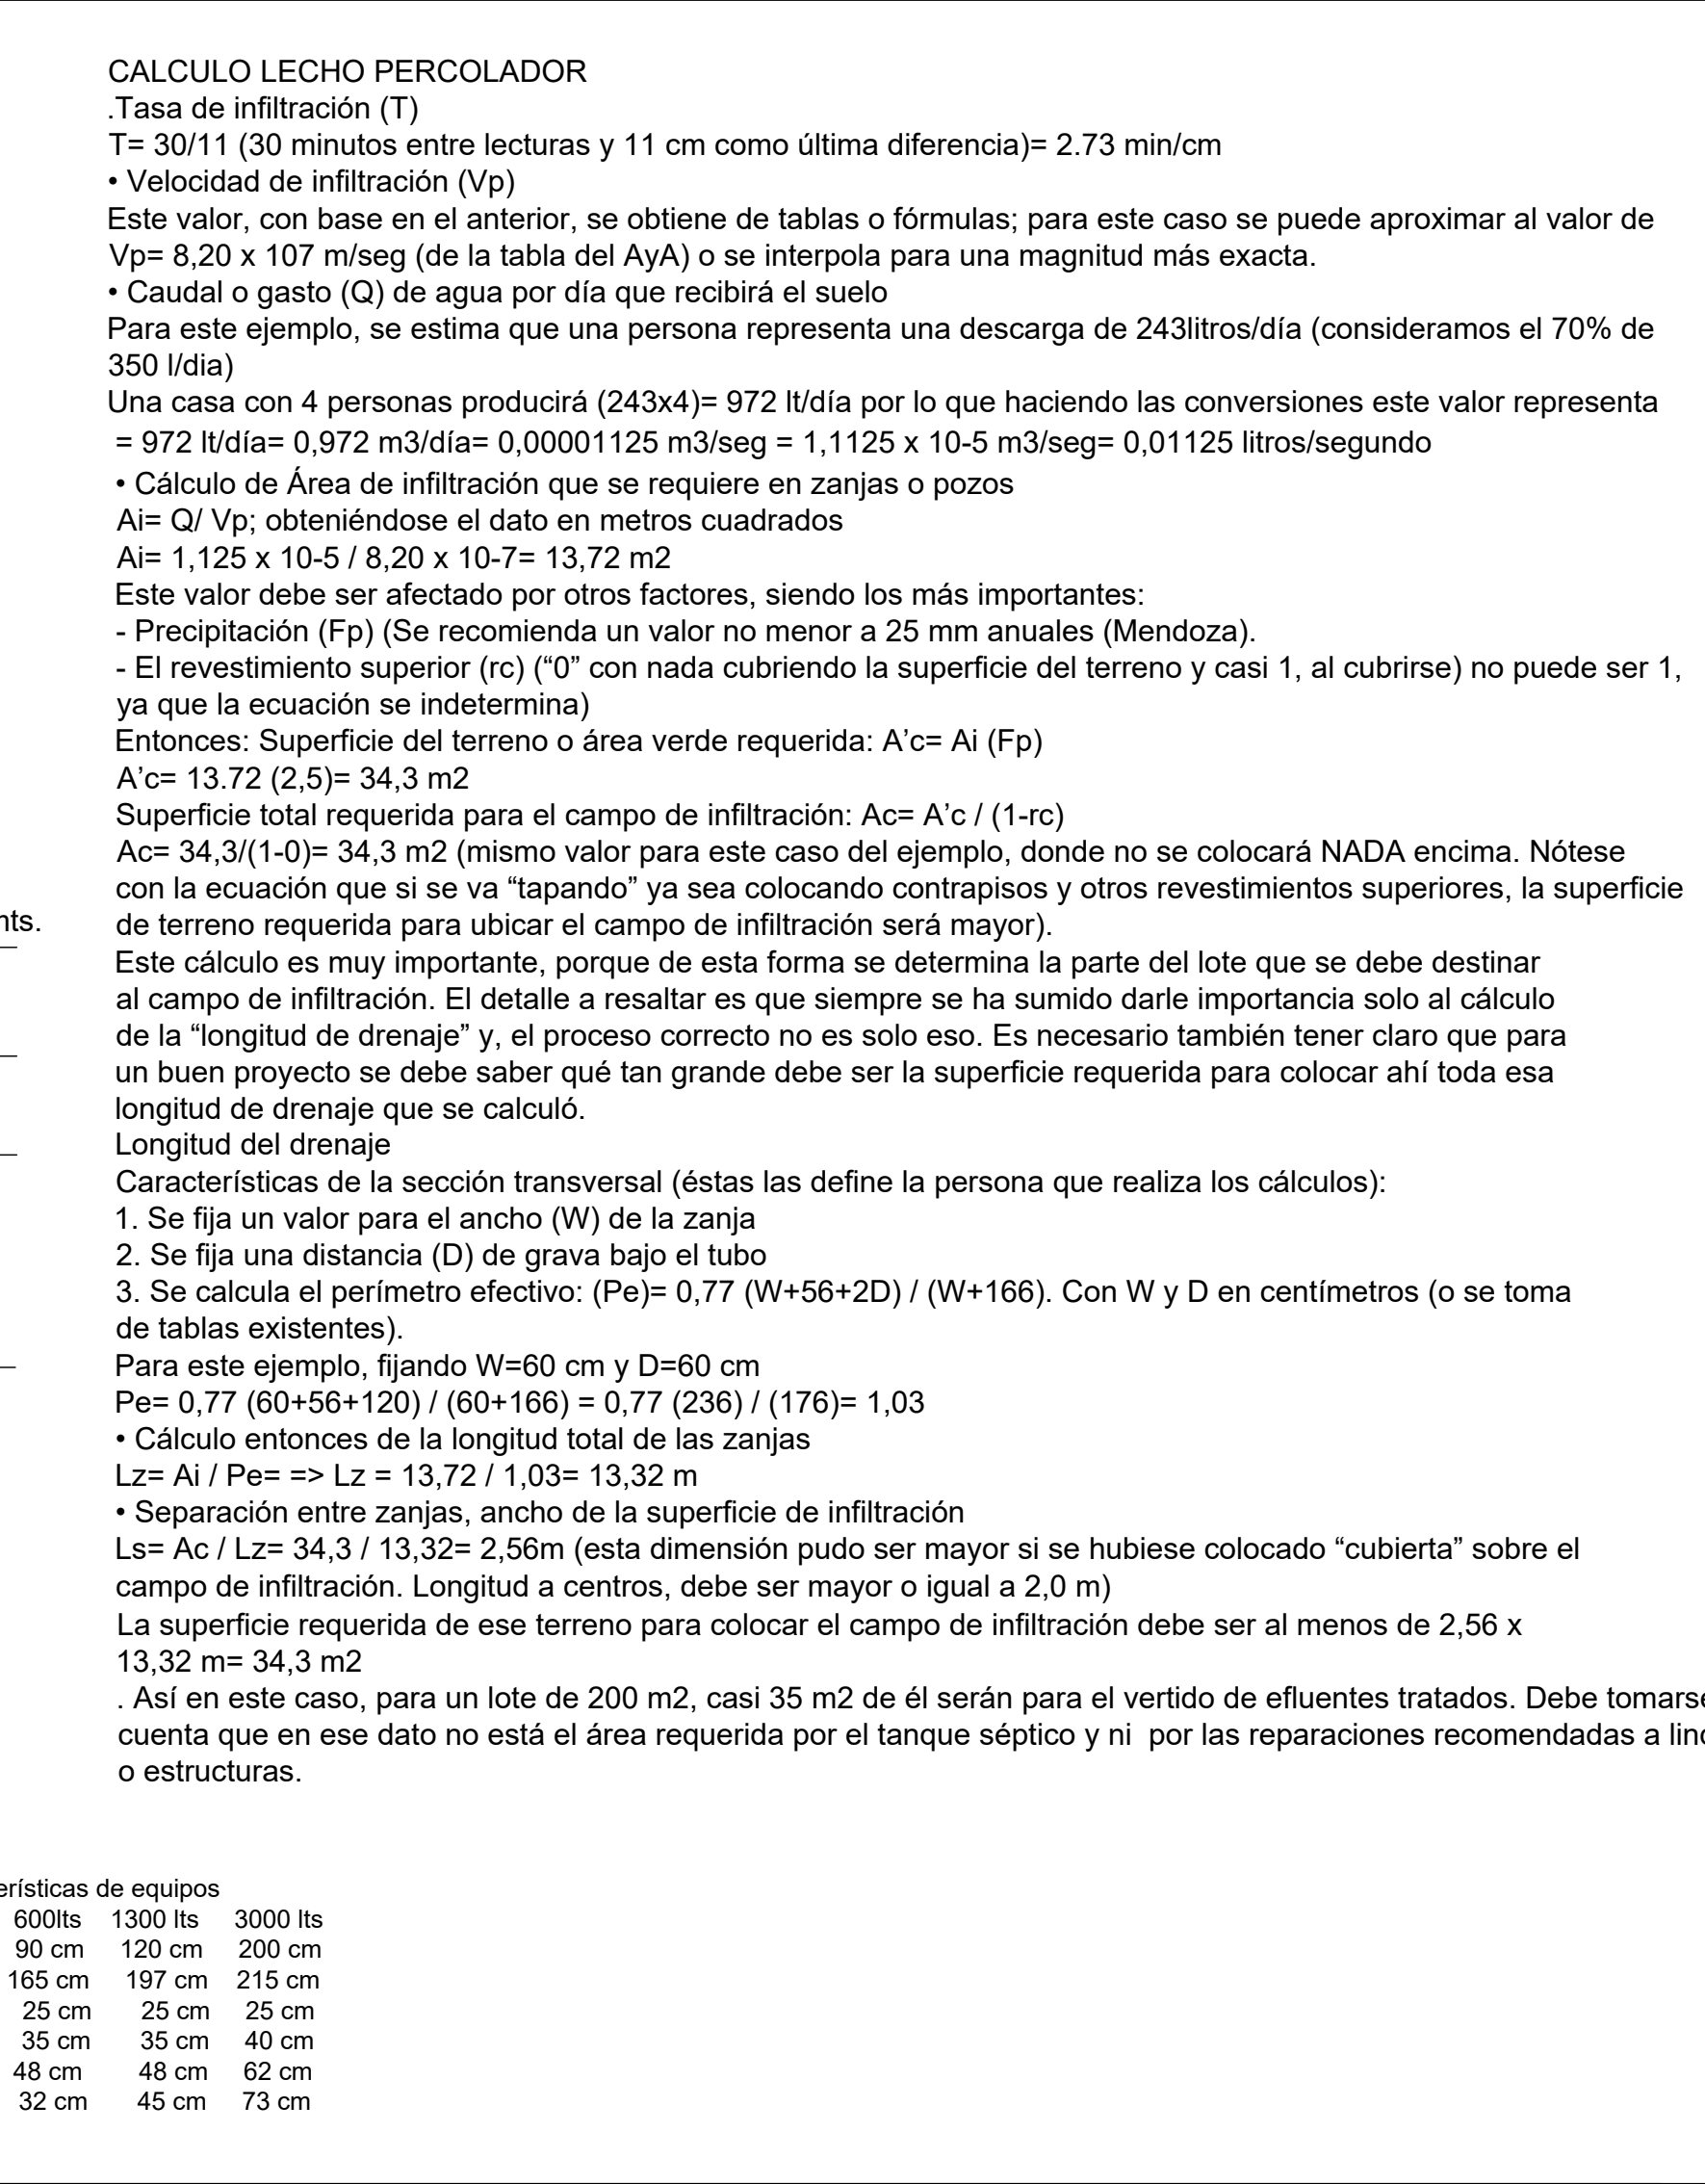 CALCULO LECHO PERCOLADOR
.Tasa de infiltración (T)
T= 30/11 (30 minutos entre lecturas y 11 cm como última diferencia)= 2.73 min/cm
• Velocidad de infiltración (Vp)
Este valor, con base en el anterior, se obtiene de tablas o fórmulas; para este caso se puede aproximar al valor de
Vp= 8,20 x 107 m/seg (de la tabla del AyA) o se interpola para una magnitud más exacta.
• Caudal o gasto (Q) de agua por día que recibirá el suelo
Para este ejemplo, se estima que una persona representa una descarga de 243litros/día (consideramos el 70% de
350 l/dia)
Una casa con 4 personas producirá (243x4)= 972 lt/día por lo que haciendo las conversiones este valor representa
= 972 lt/día= 0,972 m3/día= 0,00001125 m3/seg = 1,1125 x 10-5 m3/seg= 0,01125 litros/segundo
• Cálculo de Área de infiltración que se requiere en zanjas o pozos
Ai= Q/ Vp; obteniéndose el dato en metros cuadrados
Ai= 1,125 x 10-5 / 8,20 x 10-7= 13,72 m2
Este valor debe ser afectado por otros factores, siendo los más importantes:
- Precipitación (Fp) (Se recomienda un valor no menor a 25 mm anuales (Mendoza).
- El revestimiento superior (rc) (“0” con nada cubriendo la superficie del terreno y casi 1, al cubrirse) no puede ser 1,
ya que la ecuación se indetermina)
Entonces: Superficie del terreno o área verde requerida: A’c= Ai (Fp)
A’c= 13.72 (2,5)= 34,3 m2
Superficie total requerida para el campo de infiltración: Ac= A’c / (1-rc)
Ac= 34,3/(1-0)= 34,3 m2 (mismo valor para este caso del ejemplo, donde no se colocará NADA encima. Nótese
con la ecuación que si se va “tapando” ya sea colocando contrapisos y otros revestimientos superiores, la superficie
de terreno requerida para ubicar el campo de infiltración será mayor).
nts.
Este cálculo es muy importante, porque de esta forma se determina la parte del lote que se debe destinar
al campo de infiltración. El detalle a resaltar es que siempre se ha sumido darle importancia solo al cálculo
de la “longitud de drenaje” y, el proceso correcto no es solo eso. Es necesario también tener claro que para
un buen proyecto se debe saber qué tan grande debe ser la superficie requerida para colocar ahí toda esa
longitud de drenaje que se calculó.
Longitud del drenaje
Características de la sección transversal (éstas las define la persona que realiza los cálculos):
1. Se fija un valor para el ancho (W) de la zanja
2. Se fija una distancia (D) de grava bajo el tubo
3. Se calcula el perímetro efectivo: (Pe)= 0,77 (W+56+2D) / (W+166). Con W y D en centímetros (o se toma
de tablas existentes).
Para este ejemplo, fijando W=60 cm y D=60 cm
Pe= 0,77 (60+56+120) / (60+166) = 0,77 (236) / (176)= 1,03
• Cálculo entonces de la longitud total de las zanjas
Lz= Ai / Pe= => Lz = 13,72 / 1,03= 13,32 m
• Separación entre zanjas, ancho de la superficie de infiltración
Ls= Ac / Lz= 34,3 / 13,32= 2,56m (esta dimensión pudo ser mayor si se hubiese colocado “cubierta” sobre el
campo de infiltración. Longitud a centros, debe ser mayor o igual a 2,0 m)
La superficie requerida de ese terreno para colocar el campo de infiltración debe ser al menos de 2,56 x
13,32 m= 34,3 m2
. Así en este caso, para un lote de 200 m2, casi 35 m2 de él serán para el vertido de efluentes tratados. Debe tomarse
cuenta que en ese dato no está el área requerida por el tanque séptico y ni por las reparaciones recomendadas a
o estructuras.
erísticas de equipos
600lts 1300 lts 3000 lts
90 cm 120 cm 200 cm
165 cm 197 cm 215 cm
25 cm 25 cm 25 cm
35 cm 35 cm 40 cm
48 cm 48 cm 62 cm
32 cm 45 cm 73 cm